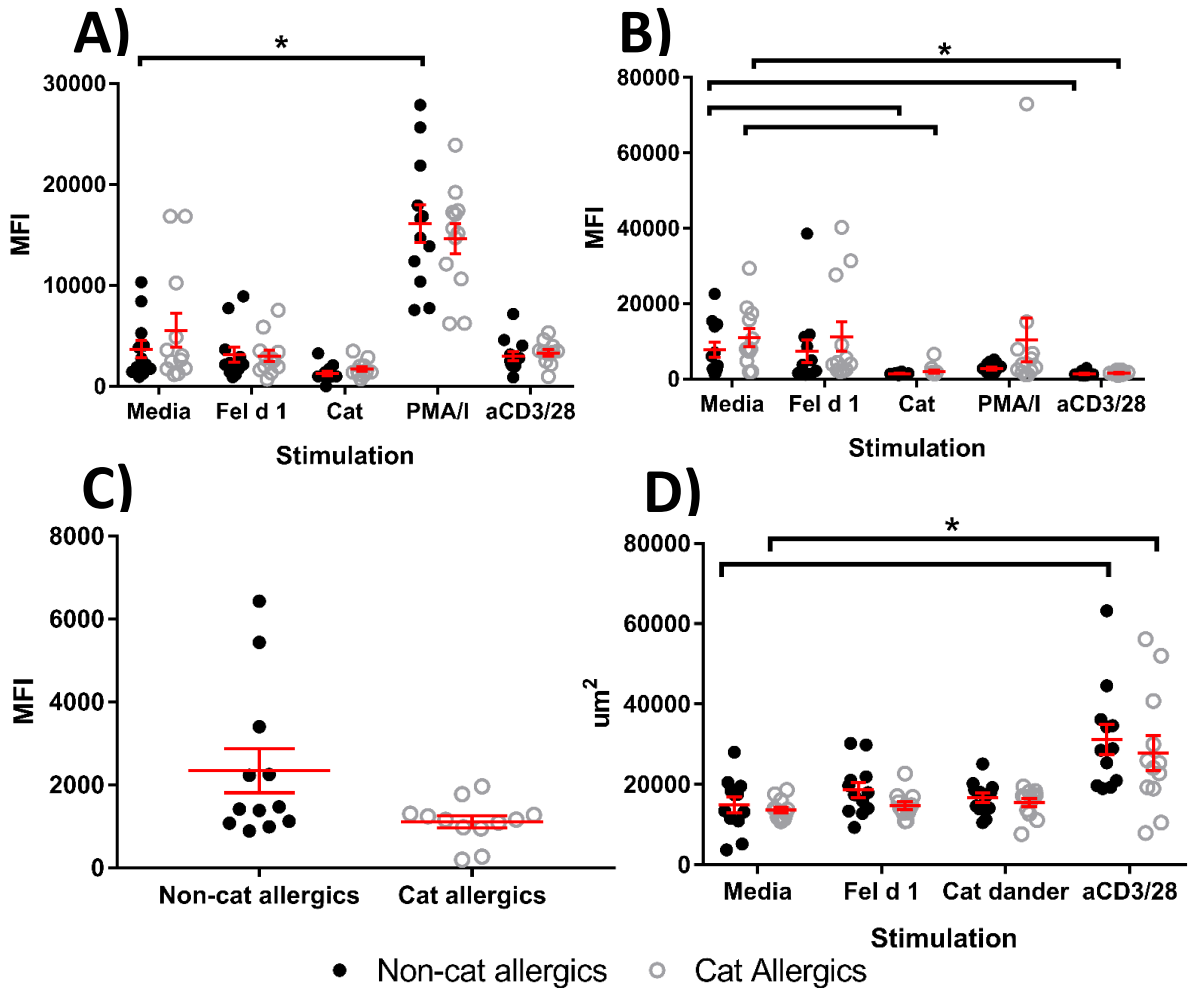 A)
*
30000
20000
10000
0
MFI
Media Fel d 1 Cat PMA/I aCD3/28
Stimulation
B)
*
80000
60000
40000
20000
0
MFI
Media Fel d 1 Cat PMA/I aCD3/28
Stimulation
C)
8000
6000
4000
2000
0
MFI
Non-cat allergics Cat allergics
D)
*
80000
60000
40000
20000
0
um²
Media Fel d 1 Cat dander aCD3/28
Stimulation
Non-cat allergics Cat Allergics